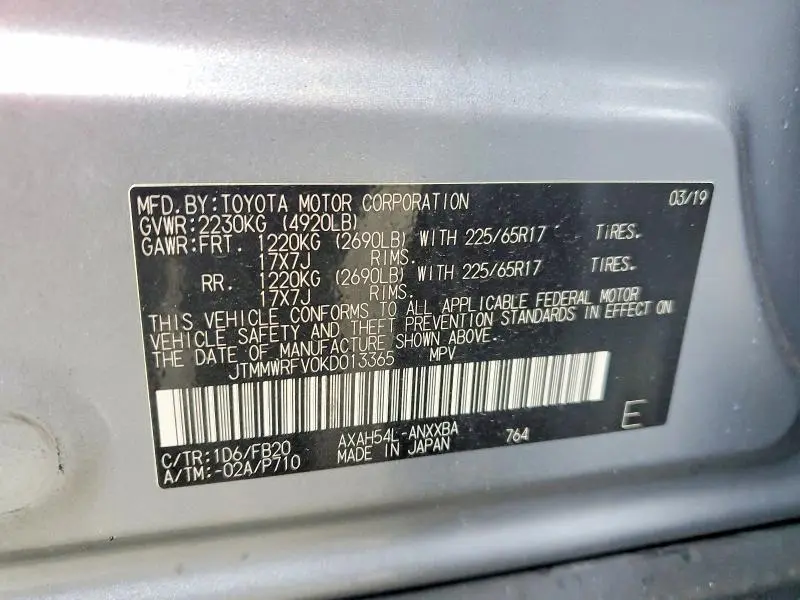 MFD.BY:TOYOTA MOTOR CORPORATION 03/19
GVWR:2230KG (4920LB)
GAWR:FRT. 1220KG (2690LB) WITH 225/65R17 TIRES.
17X7J RIMS.
RR. 1220KG (2690LB) WITH 225/65R17 TIRES.
17X7J RIMS.
THIS VEHICLE CONFORMS TO ALL APPLICABLE FEDERAL MOTOR
VEHICLE SAFETY AND THEFT PREVENTION STANDARDS IN EFFECT ON
THE DATE OF MANUFACTURE SHOWN ABOVE.
JTMMWRFV0KD013365 MPV
C/TR:1D6/FB20 AXAH54L-ANXXBA 764 E
A/TM:-02A/P710 MADE IN JAPAN